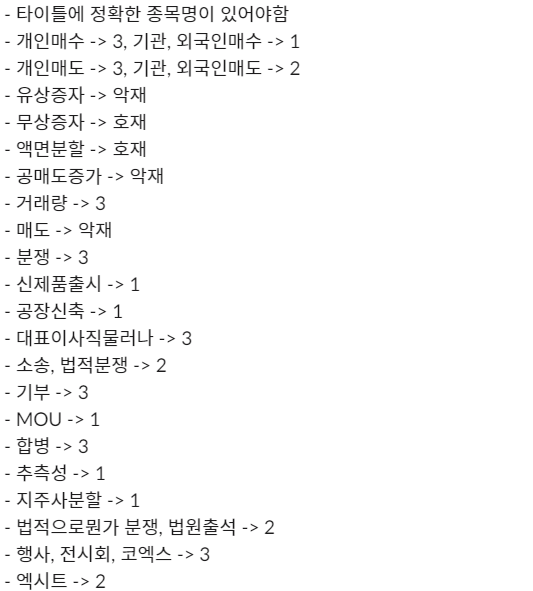 - 타이틀에 정확한 종목명이 있어야함
- 개인매수 -> 3, 기관, 외국인매수 -> 1
- 개인매도 -> 3, 기관, 외국인매도 -> 2
- 유상증자 -> 악재
- 무상증자 -> 호재
- 액면분할 -> 호재
- 공매도증가 -> 악재
- 거래량 -> 3
- 매도 -> 악재
- 분쟁 -> 3
- 신제품출시 -> 1
- 공장신축 -> 1
- 대표이사직물러나 -> 3
- 소송, 법적분쟁 -> 2
- 기부 -> 3
- MOU -> 1
- 합병 -> 3
- 추측성 -> 1
- 지주사분할 -> 1
- 법적으로뭔가 분쟁, 법원출석 -> 2
- 행사, 전시회, 코엑스 -> 3
- 엑시트 -> 2